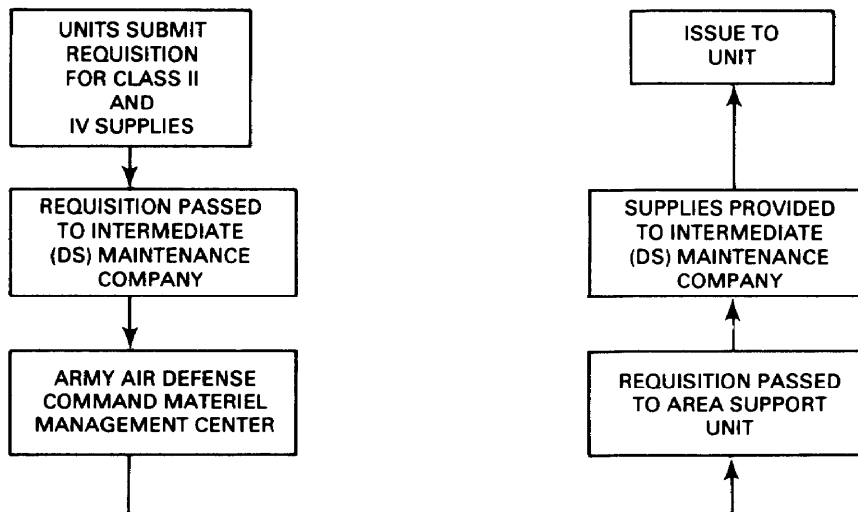 UNITS SUBMIT
REQUISITION
FOR CLASS II
AND
IV SUPPLIES
REQUISITION PASSED
TO INTERMEDIATE
(DS) MAINTENANCE
COMPANY
ARMY AIR DEFENSE
COMMAND MATERIEL
MANAGEMENT CENTER
ISSUE TO
UNIT
SUPPLIES PROVIDED
TO INTERMEDIATE
(DS) MAINTENANCE
COMPANY
REQUISITION PASSED
TO AREA SUPPORT
UNIT